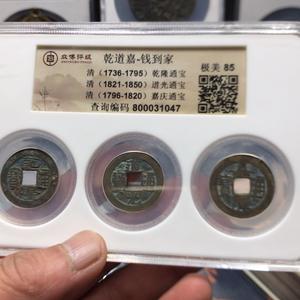 乾道嘉-钱到家
清（1736-1795）乾隆通宝
清（1821-1850）道光通宝
清（1796-1820）嘉庆通宝
查询编码 800031047
极美 85